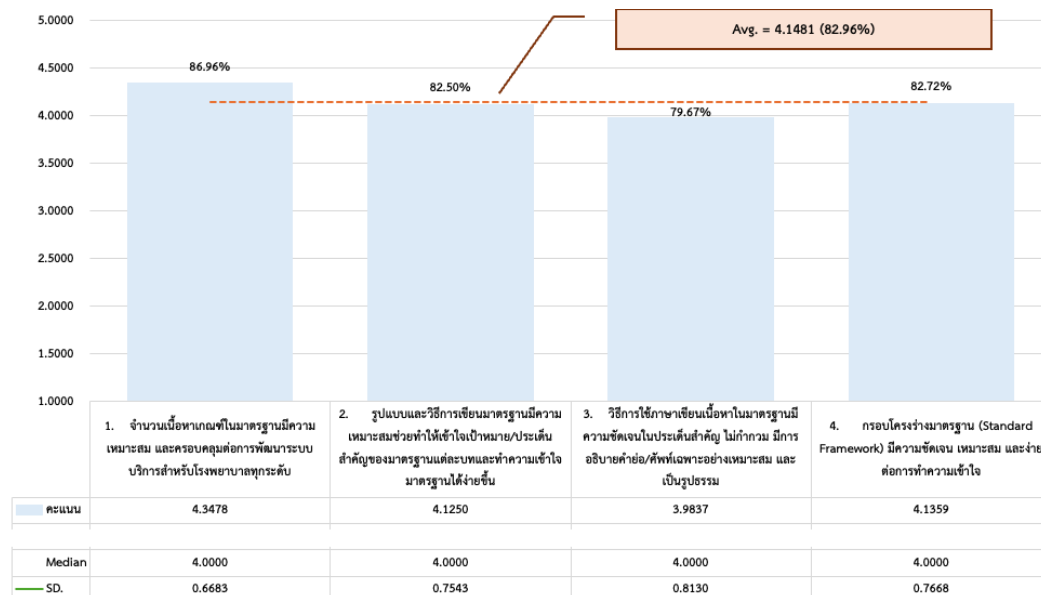 Avg. = 4.1481 (82.96%)
5.0000
4.5000
4.0000
3.5000
3.0000
2.5000
2.0000
1.5000
1.0000
86.96%
82.50%
79.67%
82.72%
1. จำนวนเนื้อหาเกณฑ์ในมาตรฐานมีความ
เหมาะสม และครอบคลุมต่อการพัฒนาระบบ
บริการสำหรับโรงพยาบาลทุกระดับ
2. รูปแบบและวิธีการเขียนมาตรฐานมีความ
เหมาะสมช่วยทำให้เข้าใจเป้าหมาย/ประเด็น
สำคัญของมาตรฐานแต่ละบทและทำความเข้าใจ
มาตรฐานได้ง่ายขึ้น
3. วิธีการใช้ภาษาเขียนเนื้อหาในมาตรฐานมี
ความชัดเจนในประเด็นสำคัญ ไม่กำกวม มีการ
อธิบายคำย่อ/ศัพท์เฉพาะอย่างเหมาะสม และ
เป็นรูปธรรม
4. กรอบโครงร่างมาตรฐาน (Standard
Framework) มีความชัดเจน เหมาะสม และง่าย
ต่อการทำความเข้าใจ
คะแนน 4.3478 4.1250 3.9837 4.1359
Median 4.0000 4.0000 4.0000 4.0000
SD. 0.6683 0.7543 0.8130 0.7668